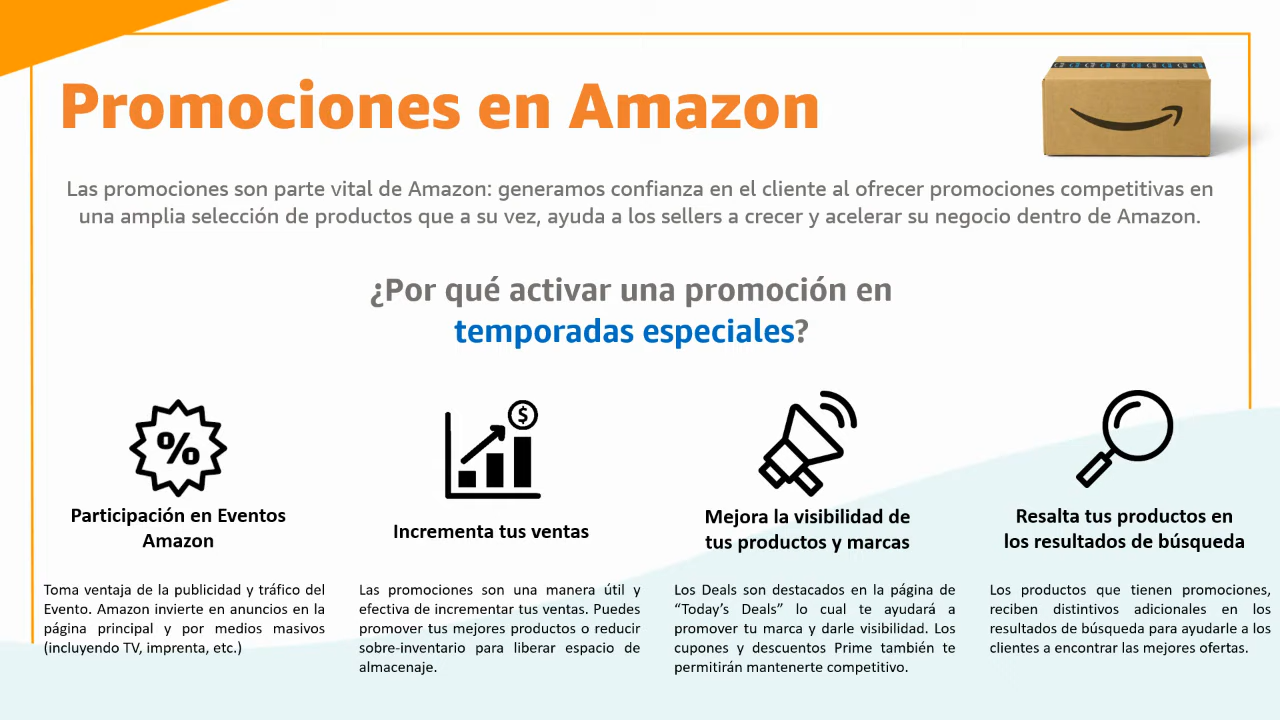 Promociones en Amazon
Las promociones son parte vital de Amazon: generamos confianza en el cliente al ofrecer promociones competitivas en
una amplia selección de productos que a su vez, ayuda a los sellers a crecer y acelerar su negocio dentro de Amazon.
¿Por qué activar una promoción en
temporadas especiales?
%
$
Participación en Eventos
Amazon
Toma ventaja de la publicidad y tráfico del
Evento. Amazon invierte en anuncios en la
página principal y por medios masivos
(incluyendo TV, imprenta, etc.)
Incrementa tus ventas
Las promociones son una manera útil y
efectiva de incrementar tus ventas. Puedes
promover tus mejores productos o reducir
sobre-inventario para liberar espacio de
almacenaje.
Mejora la visibilidad de
tus productos y marcas
Los Deals son destacados en la página de
“Today’s Deals” lo cual te ayudará a
promover tu marca y darle visibilidad. Los
cupones y descuentos Prime también te
permitirán mantenerte competitivo.
Resalta tus productos en
los resultados de búsqueda
Los productos que tienen promociones,
reciben distintivos adicionales en los
resultados de búsqueda para ayudarle a los
clientes a encontrar las mejores ofertas.